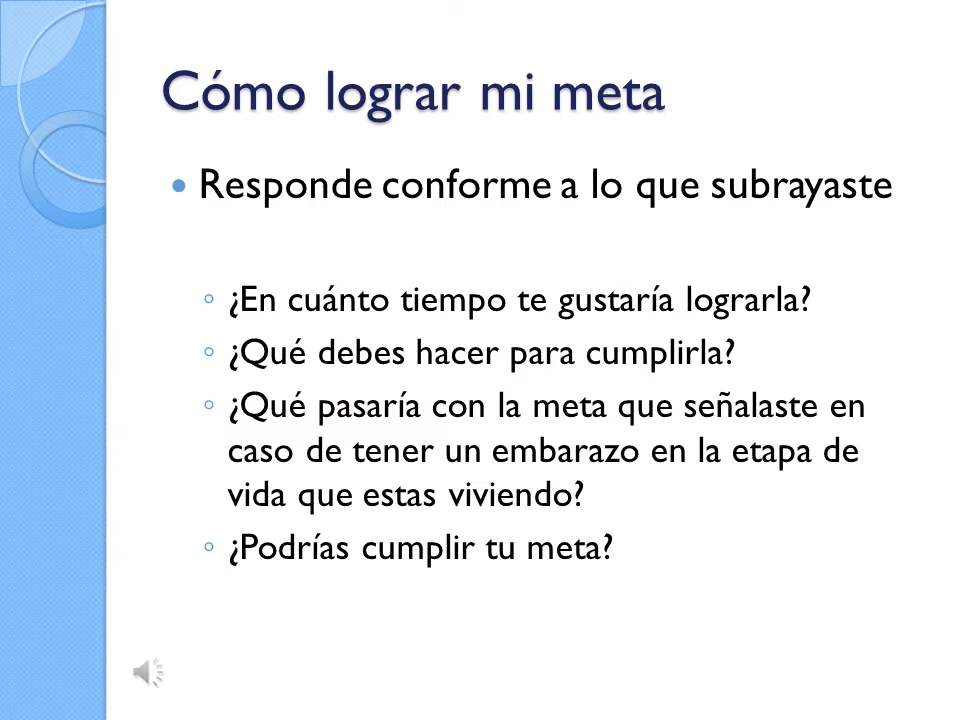 Cómo lograr mi meta
Responde conforme a lo que subrayaste
¿En cuánto tiempo te gustaría lograrla?
¿Qué debes hacer para cumplirla?
¿Qué pasaría con la meta que señalaste en
caso de tener un embarazo en la etapa de
vida que estas viviendo?
¿Podrías cumplir tu meta?